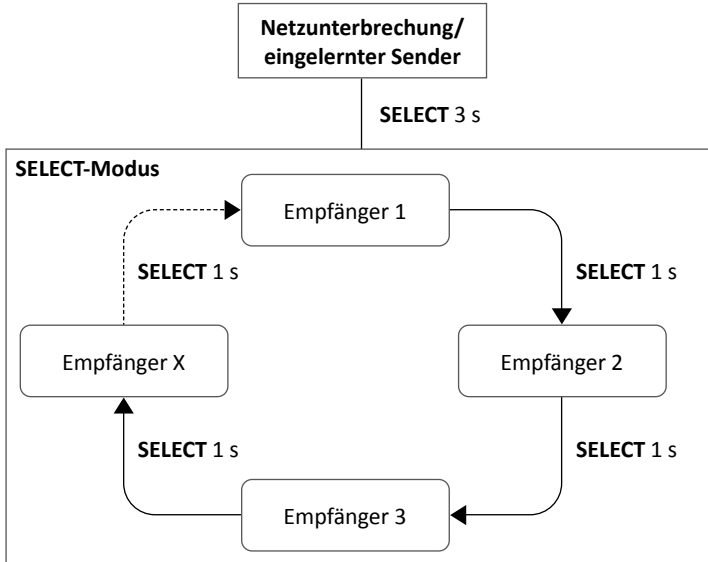 Netzunterbrechung/
eingelernter Sender
SELECT 3 s
SELECT-Modus
Empfänger 1
SELECT 1 s
SELECT 1 s
Empfänger X
Empfänger 2
SELECT 1 s
SELECT 1 s
Empfänger 3